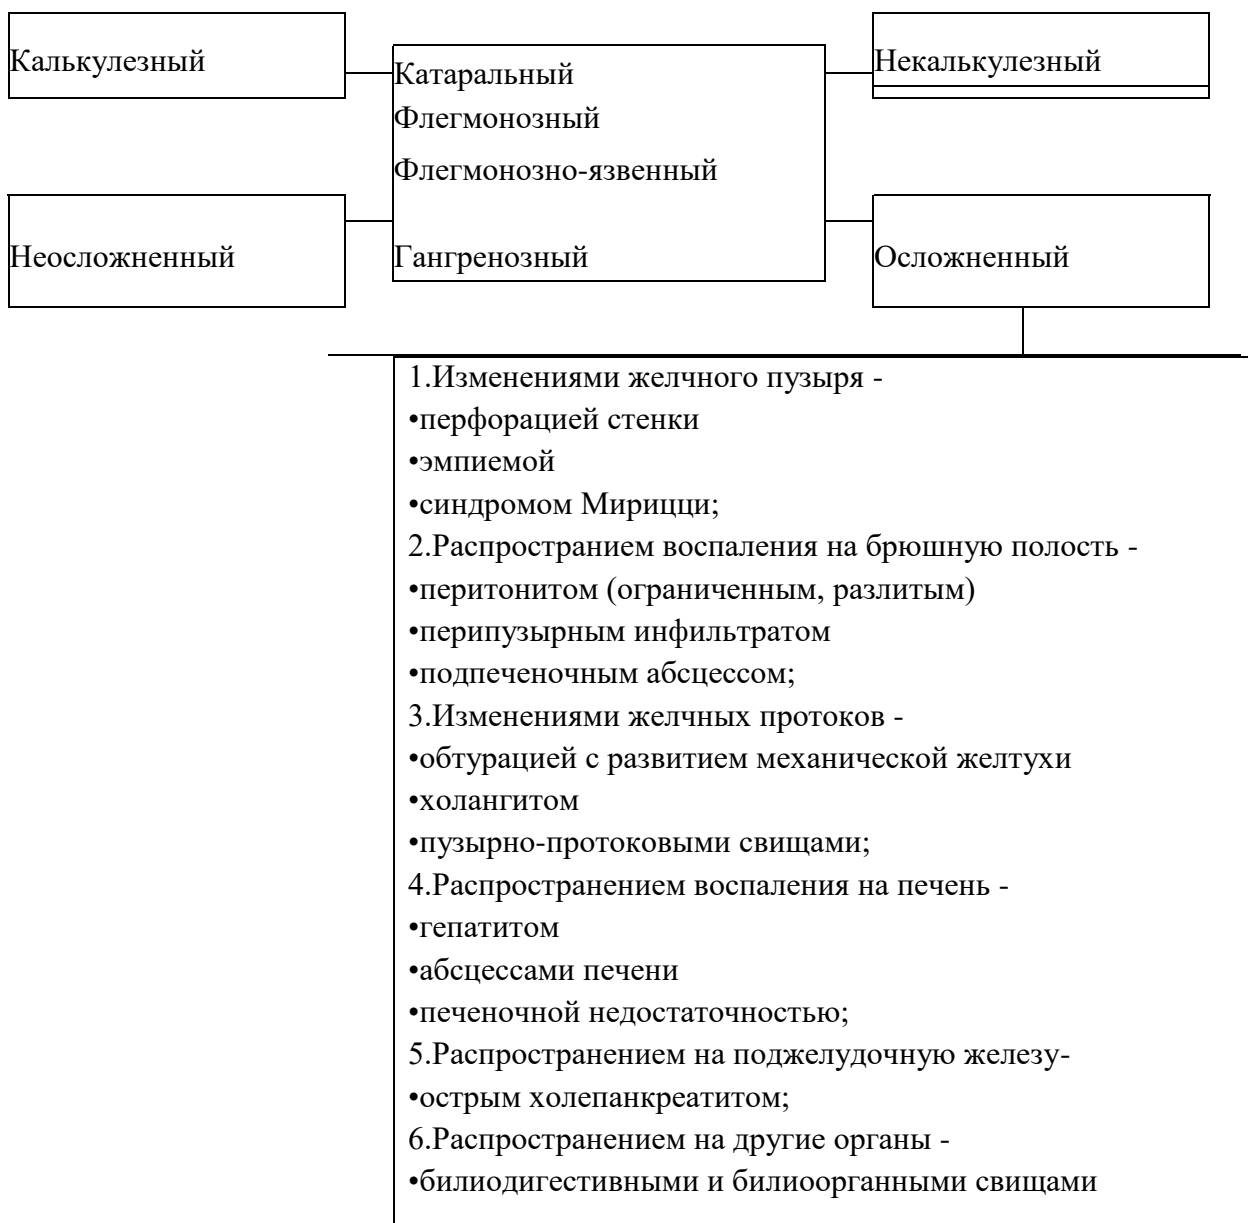 Калькулезный
Катаральный
Некалькулезный
Флегмонозный
Флегмонозно-язвенный
Неосложненный
Гангренозный
Осложненный
1.Изменениями желчного пузыря -
•перфорацией стенки
•эмпиемой
•синдромом Мирицци;
2.Распространием воспаления на брюшную полость -
•перитонитом (ограниченным, разлитым)
•перипузырным инфильтратом
•подпеченочным абсцессом;
3.Изменениями желчных протоков -
•обтурацией с развитием механической желтухи
•холангитом
•пузырно-протоковыми свищами;
4.Распространением воспаления на печень -
•гепатитом
•абсцессами печени
•печеночной недостаточностью;
5.Распространением на поджелудочную железу-
•острым холепанкреатитом;
6.Распространением на другие органы -
•билиодигестивными и билиоорганными свищами